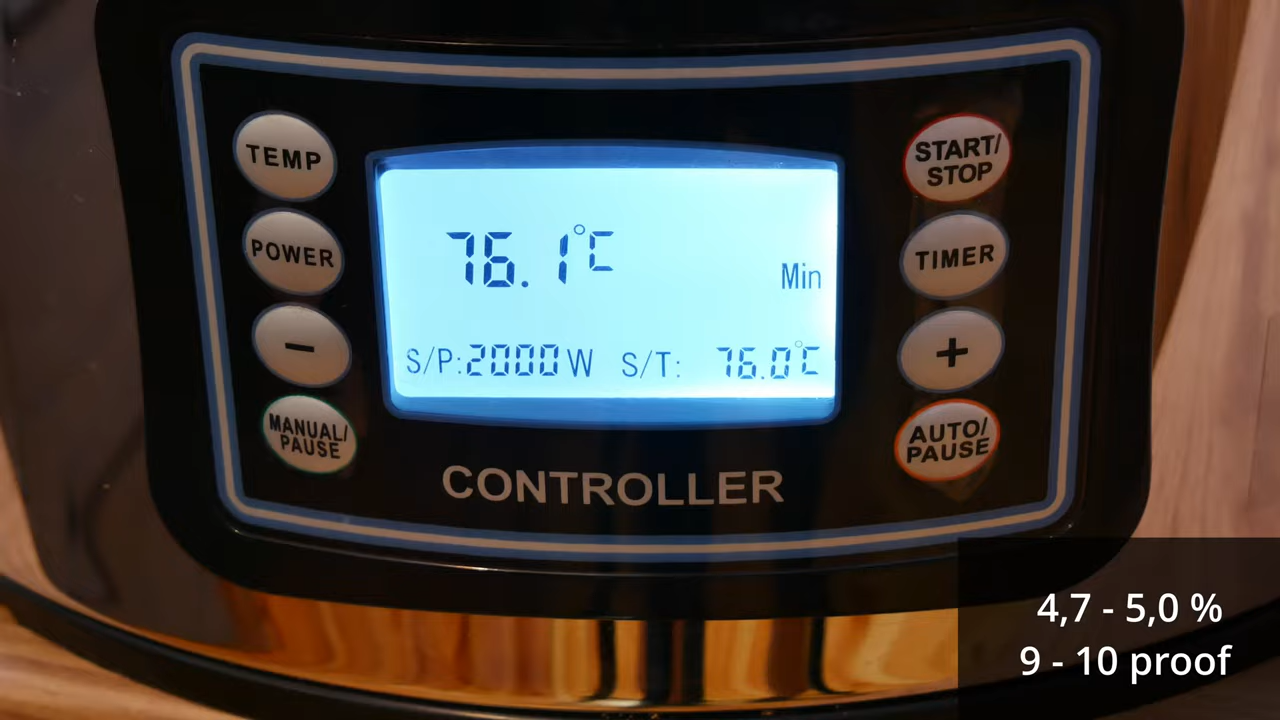 TEMP
POWER
−
MANUAL/
PAUSE
76.1°C
Min
S/P:2000W S/T: 76.0°C
START/
STOP
TIMER
+
AUTO/
PAUSE
CONTROLLER
4,7 - 5,0 %
9 - 10 proof